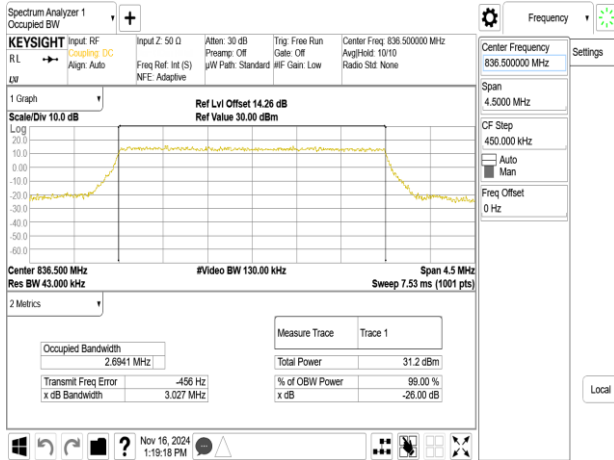 Spectrum Analyzer 1
Occupied BW
Frequency
KEYSIGHT
RL
Input: RF
Coupling: DC
Align: Auto
Input Z: 50 Ω
Freq Ref: Int (S)
NFE: Adaptive
Atten: 30 dB
Preamp: Off
µW Path: Standard
Trig: Free Run
Gate: Off
#IF Gain: Low
Center Freq: 836.500000 MHz
Avg|Hold: 10/10
Radio Std: None
Center Frequency
836.500000 MHz
Settings
Span
4.5000 MHz
CF Step
450.000 kHz
Auto
Man
Freq Offset
0 Hz
Local
1 Graph
Scale/Div 10.0 dB
Ref Lvl Offset 14.26 dB
Ref Value 30.00 dBm
Log
20.0
10.0
0.00
-10.0
-20.0
-30.0
-40.0
-50.0
-60.0
Center 836.500 MHz
Res BW 43.000 kHz
#Video BW 130.00 kHz
Span 4.5 MHz
Sweep 7.53 ms (1001 pts)
2 Metrics
Measure Trace
Trace 1
Occupied Bandwidth
2.6941 MHz
Total Power
31.2 dBm
Transmit Freq Error
-456 Hz
% of OBW Power
99.00 %
x dB Bandwidth
3.027 MHz
x dB
-26.00 dB
?
Nov 16, 2024
1:19:18 PM